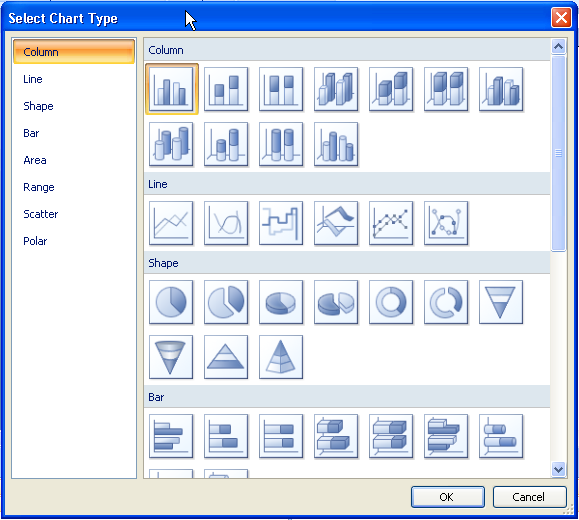 Select Chart Type
Column
Line
Shape
Bar
Area
Range
Scatter
Polar
Column
Line
Shape
Bar
OK
Cancel